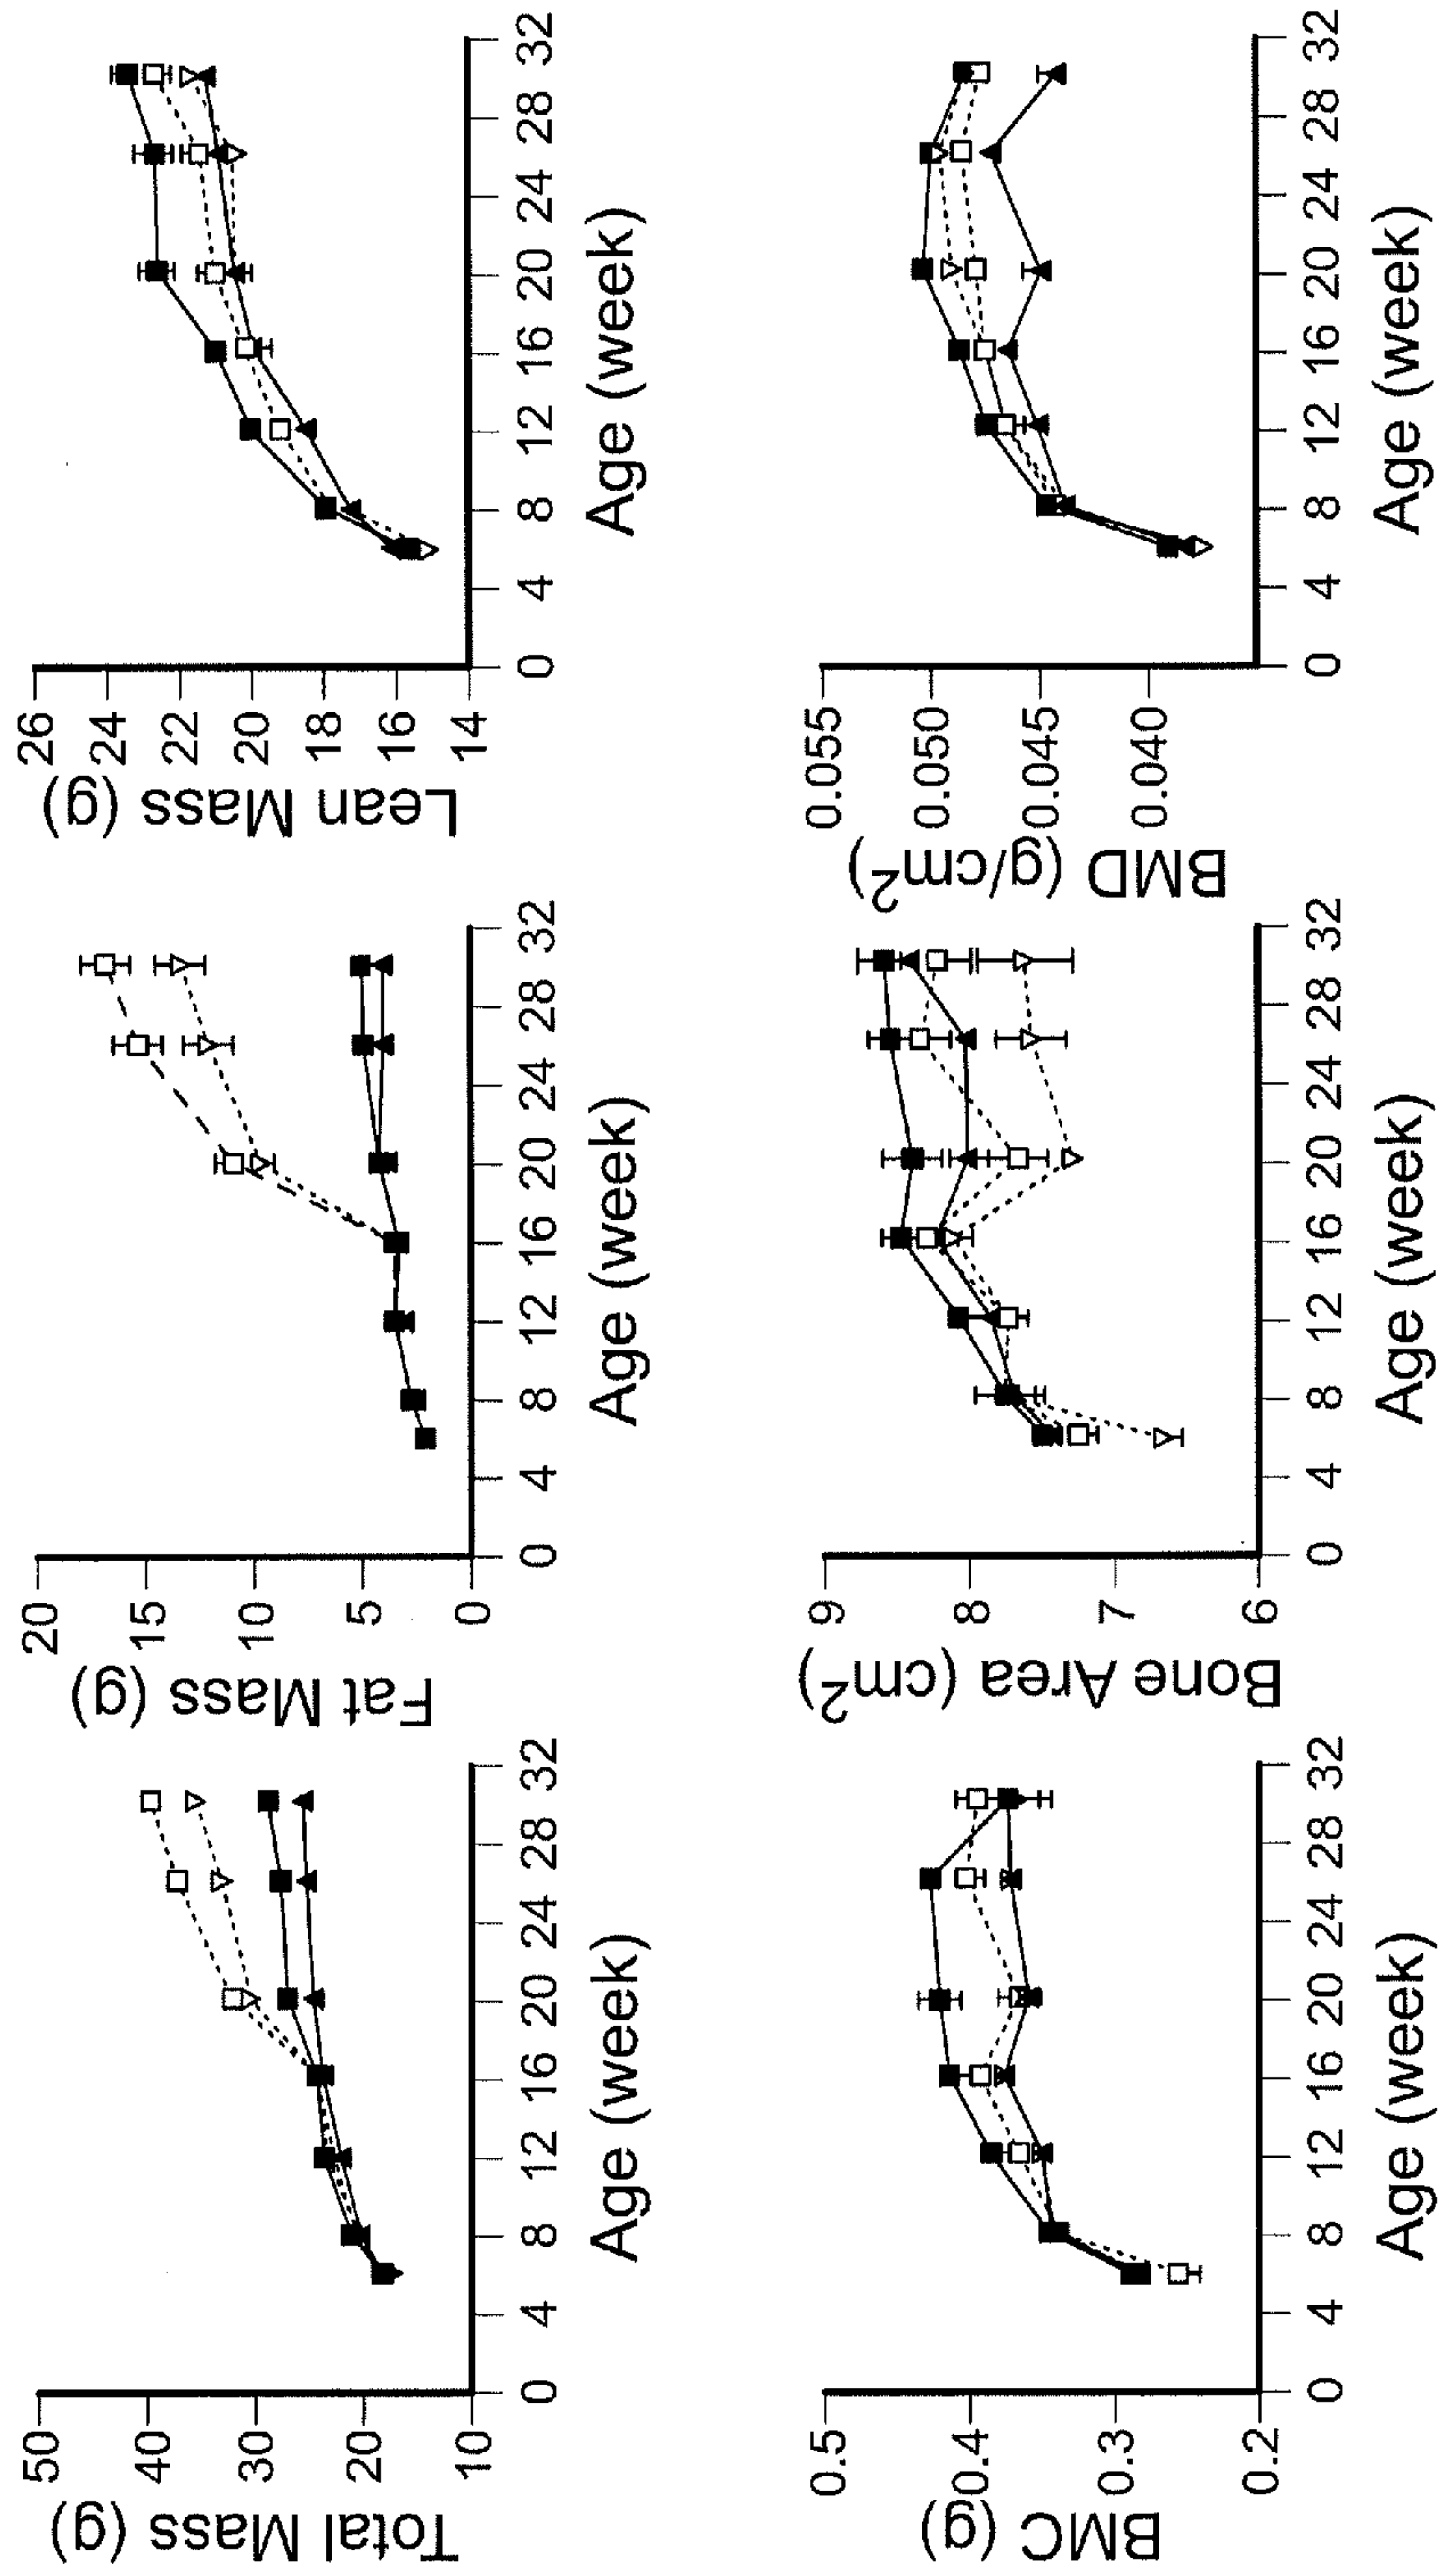 Total Mass (g)
50
40
30
20
10
0 4 8 12 16 20 24 28 32
Age (week)
Fat Mass (g)
20
15
10
5
0
0 4 8 12 16 20 24 28 32
Age (week)
Lean Mass (g)
26
24
22
20
18
16
14
0 4 8 12 16 20 24 28 32
Age (week)
BMC (g)
0.5
0.4
0.3
0.2
0 4 8 12 16 20 24 28 32
Age (week)
Bone Area (cm²)
9
8
7
6
0 4 8 12 16 20 24 28 32
Age (week)
BMD (g/cm²)
0.055
0.050
0.045
0.040
0 4 8 12 16 20 24 28 32
Age (week)